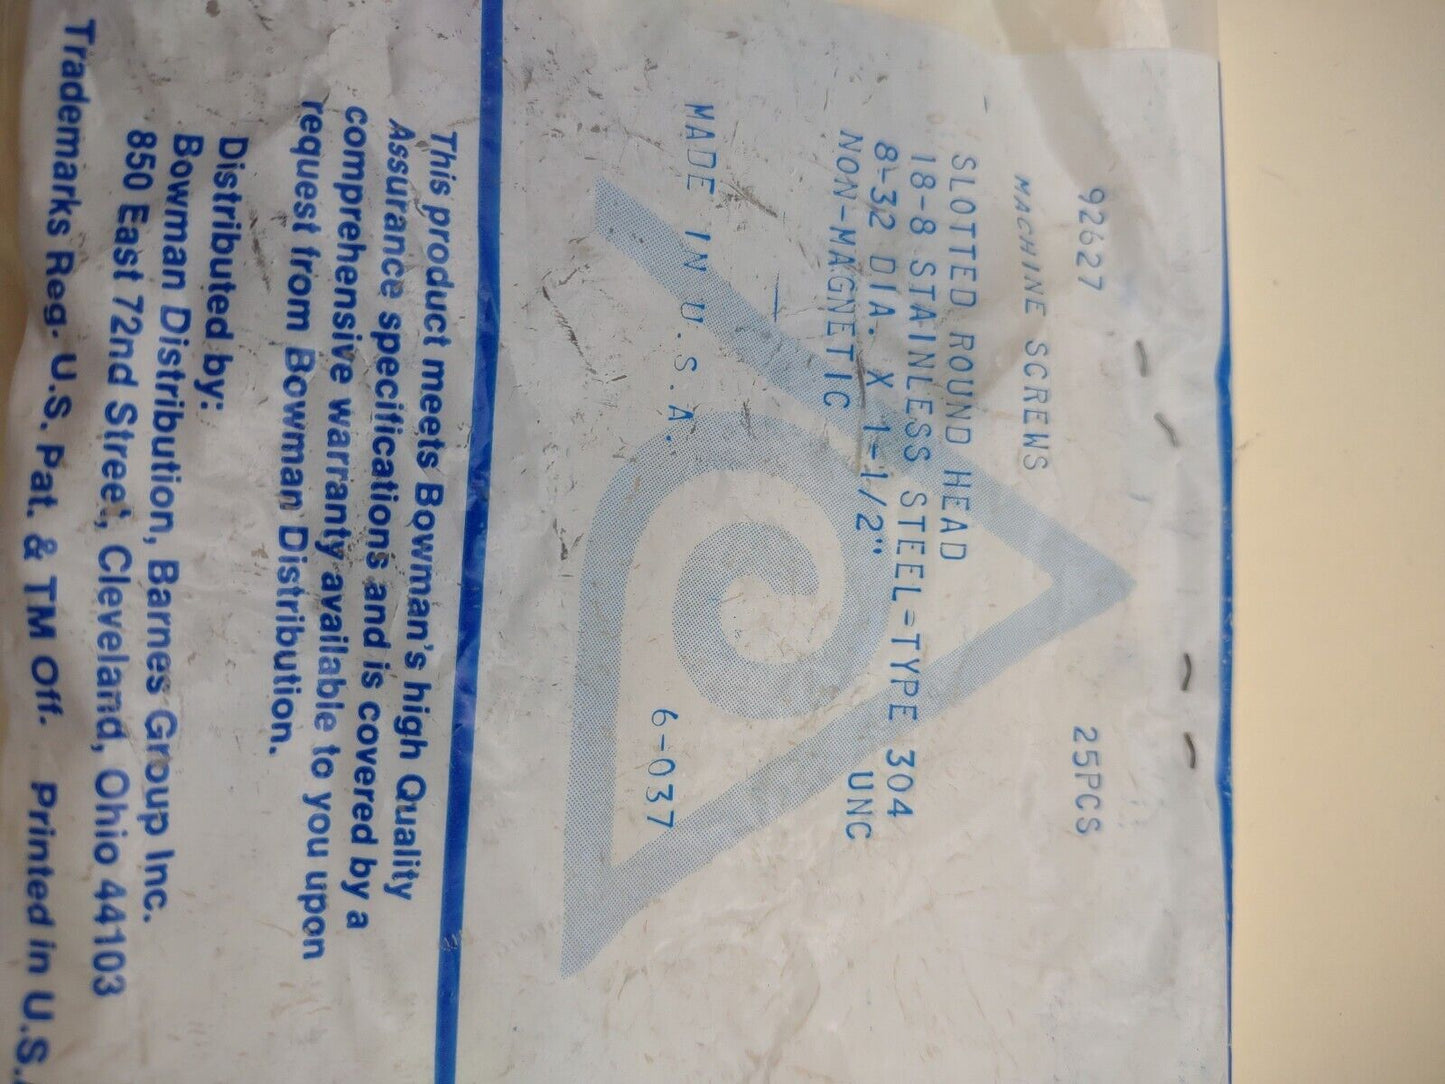 92627 25PCS
MACHINE SCREWS
SLOTTED ROUND HEAD
18-8 STAINLESS STEEL=TYPE 304
8-32 DIA. X 1-1/2" UNC
NON-MAGNETIC
MADE IN U.S.A.
6-037
This product meets Bowman's high Quality
Assurance specifications and is covered by a
comprehensive warranty available to you upon
request from Bowman Distribution.
Distributed by:
Bowman Distribution, Barnes Group Inc.
850 East 72nd Street, Cleveland, Ohio 44103
Trademarks Reg. U.S. Pat. & TM Off. Printed in U.S.